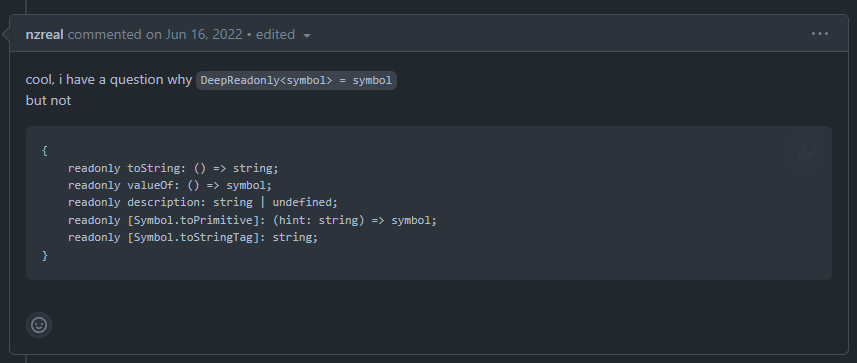 nzreal commented on Jun 16, 2022 • edited
cool, i have a question why DeepReadonly<symbol> = symbol
but not
{
    readonly toString: () => string;
    readonly valueOf: () => symbol;
    readonly description: string | undefined;
    readonly [Symbol.toPrimitive]: (hint: string) => symbol;
    readonly [Symbol.toStringTag]: string;
}